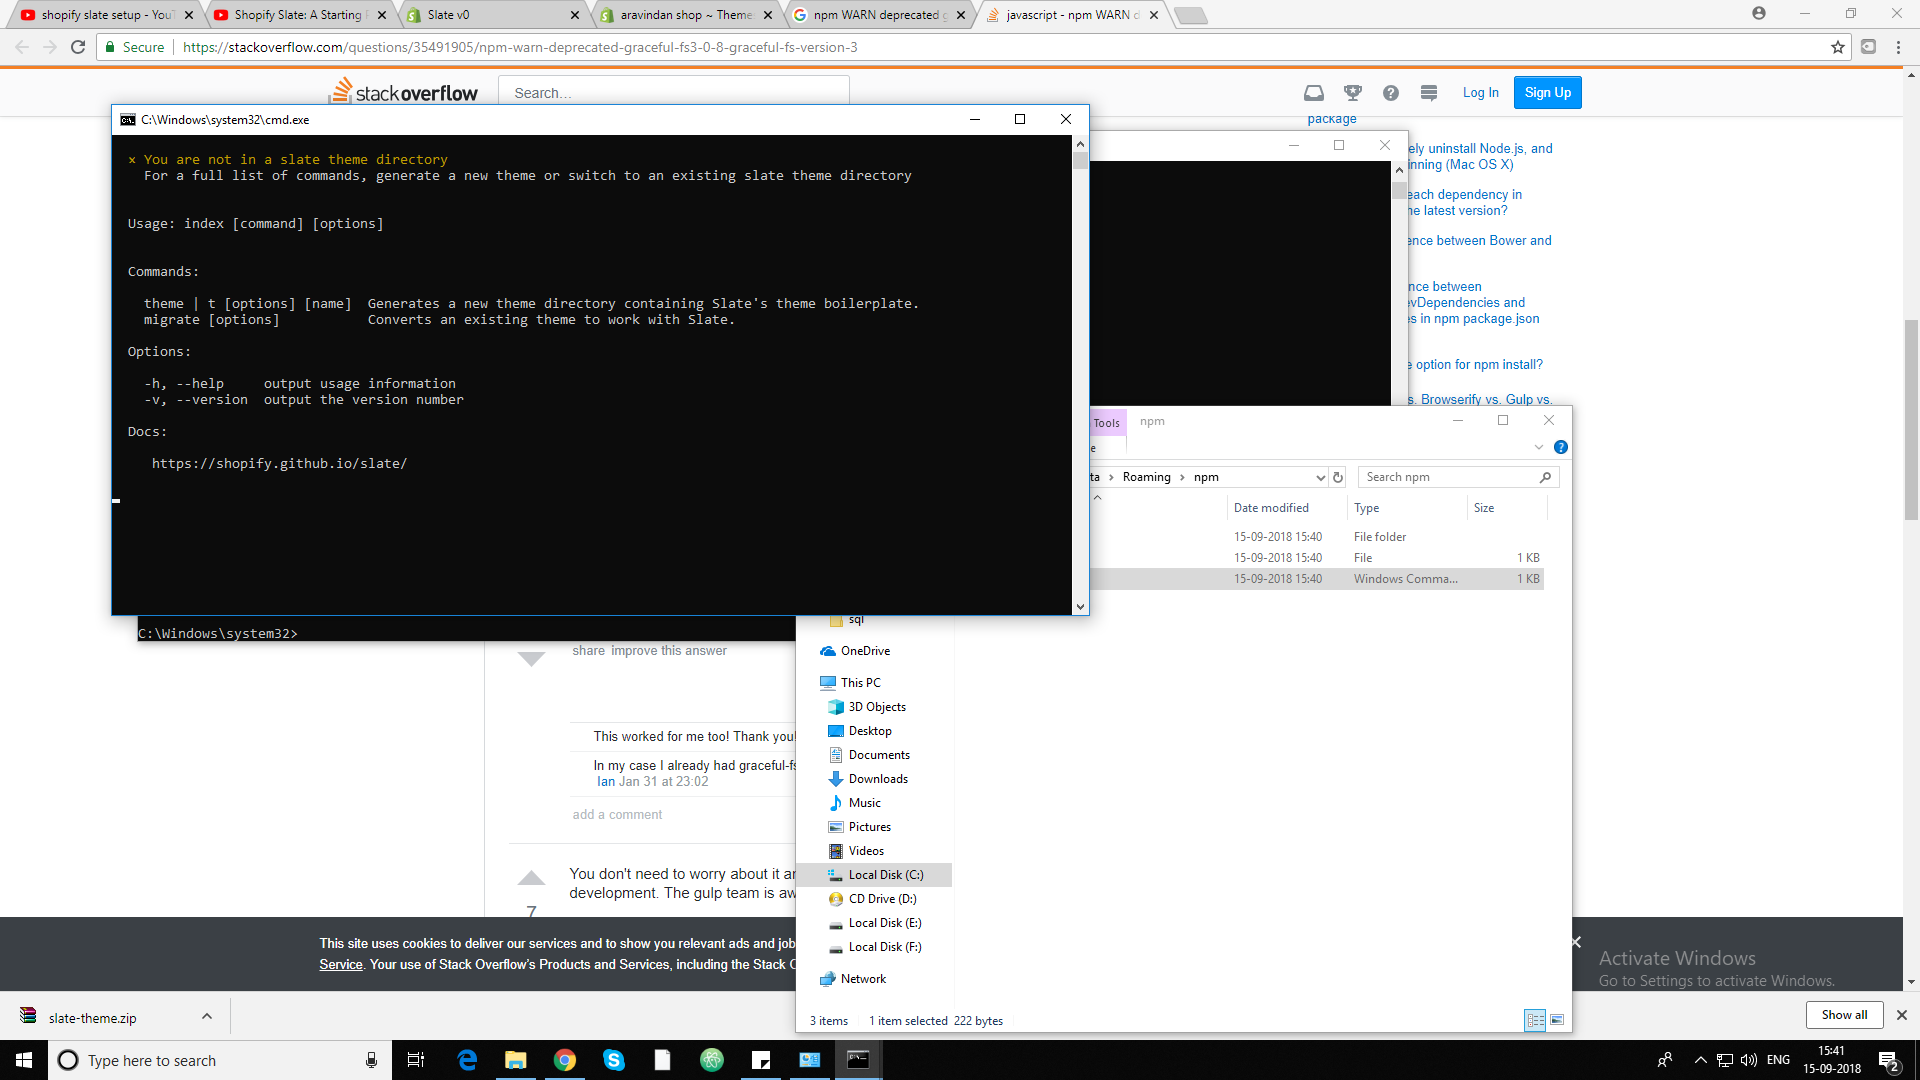 shopify slate setup - YouT
Shopify Slate: A Starting P
Slate v0
aravindan shop ~ Theme
npm WARN deprecated g
javascript - npm WARN d
Secure
https://stackoverflow.com/questions/35491905/npm-warn-deprecated-graceful-fs3-0-8-graceful-fs-version-3
stackoverflow
Search…
Log In
Sign Up
package
C:\Windows\system32\cmd.exe
× You are not in a slate theme directory
For a full list of commands, generate a new theme or switch to an existing slate theme directory
Usage: index [command] [options]
Commands:
theme | t [options] [name]  Generates a new theme directory containing Slate's theme boilerplate.
migrate [options]  Converts an existing theme to work with Slate.
Options:
-h, --help  output usage information
-v, --version  output the version number
Docs:
https://shopify.github.io/slate/
C:\Windows\system32>
ely uninstall Node.js, and
inning (Mac OS X)
each dependency in
he latest version?
ence between Bower and
nce between
evDependencies and
es in npm package.json
e option for npm install?
s. Browserify vs. Gulp vs.
Tools
npm
e
ta > Roaming > npm
Search npm
Date modified
Type
Size
15-09-2018 15:40 File folder
15-09-2018 15:40 File 1 KB
15-09-2018 15:40 Windows Comma... 1 KB
sql
OneDrive
This PC
3D Objects
Desktop
Documents
Downloads
Music
Pictures
Videos
Local Disk (C:)
CD Drive (D:)
Local Disk (E:)
Local Disk (F:)
Network
3 items 1 item selected 222 bytes
share improve this answer
This worked for me too! Thank you!
In my case I already had graceful-fs
Ian Jan 31 at 23:02
add a comment
You don't need to worry about it an
development. The gulp team is aw
7
This site uses cookies to deliver our services and to show you relevant ads and job
Service. Your use of Stack Overflow's Products and Services, including the Stack O
Activate Windows
Go to Settings to activate Windows.
slate-theme.zip
Show all
Type here to search
ENG
15:41
15-09-2018
2